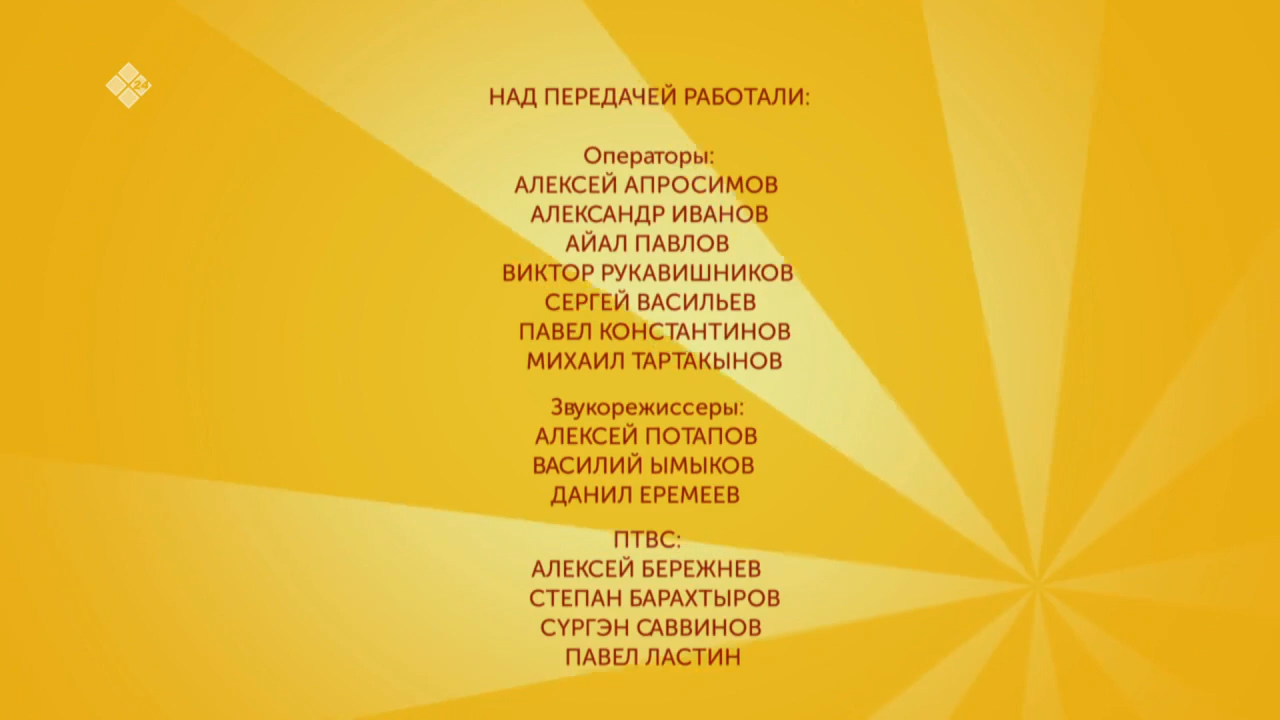 24
НАД ПЕРЕДАЧЕЙ РАБОТАЛИ:
Операторы:
АЛЕКСЕЙ АПРОСИМОВ
АЛЕКСАНДР ИВАНОВ
АЙАЛ ПАВЛОВ
ВИКТОР РУКАВИШНИКОВ
СЕРГЕЙ ВАСИЛЬЕВ
ПАВЕЛ КОНСТАНТИНОВ
МИХАИЛ ТАРТАКЫНОВ
Звукорежиссеры:
АЛЕКСЕЙ ПОТАПОВ
ВАСИЛИЙ ЫМЫКОВ
ДАНИЛ ЕРЕМЕЕВ
ПТВС:
АЛЕКСЕЙ БЕРЕЖНЕВ
СТЕПАН БАРАХТЫРОВ
СҮРГЭН САВВИНОВ
ПАВЕЛ ЛАСТИН